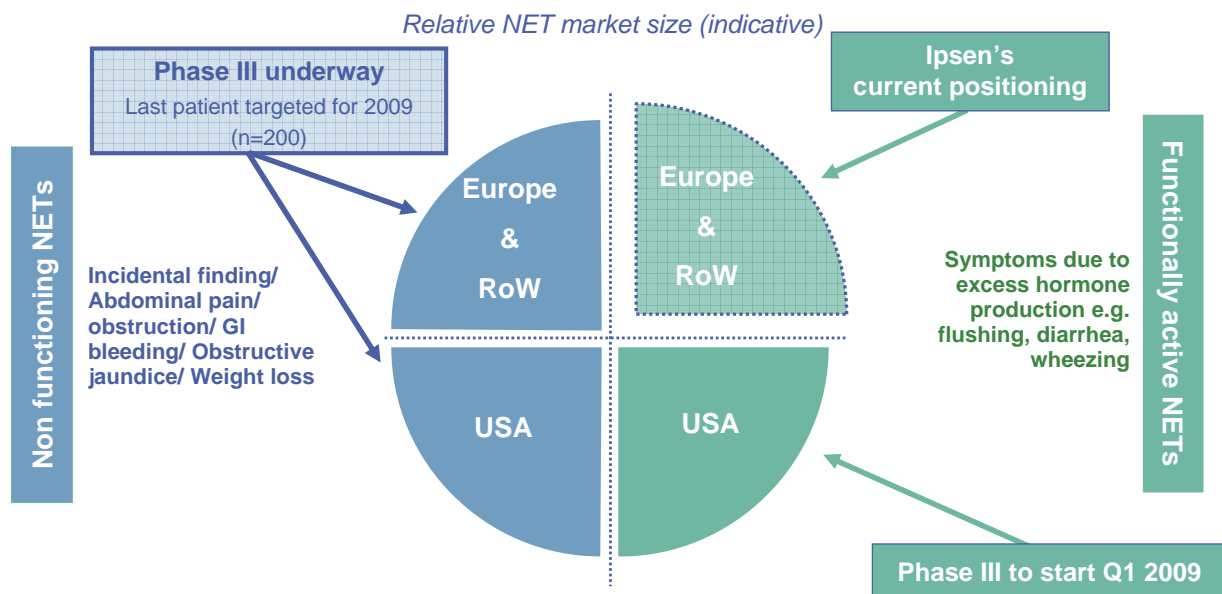 Relative NET market size (indicative)
Phase III underway
Last patient targeted for 2009
(n=200)
Ipsen's
current positioning
Non functioning NETs
Incidental finding/
Abdominal pain/
obstruction/ GI
bleeding/ Obstructive
jaundice/ Weight loss
Europe
&
RoW
Europe
&
RoW
Symptoms due to
excess hormone
production e.g.
flushing, diarrhea,
wheezing
Functionally active NETs
USA
USA
Phase III to start Q1 2009